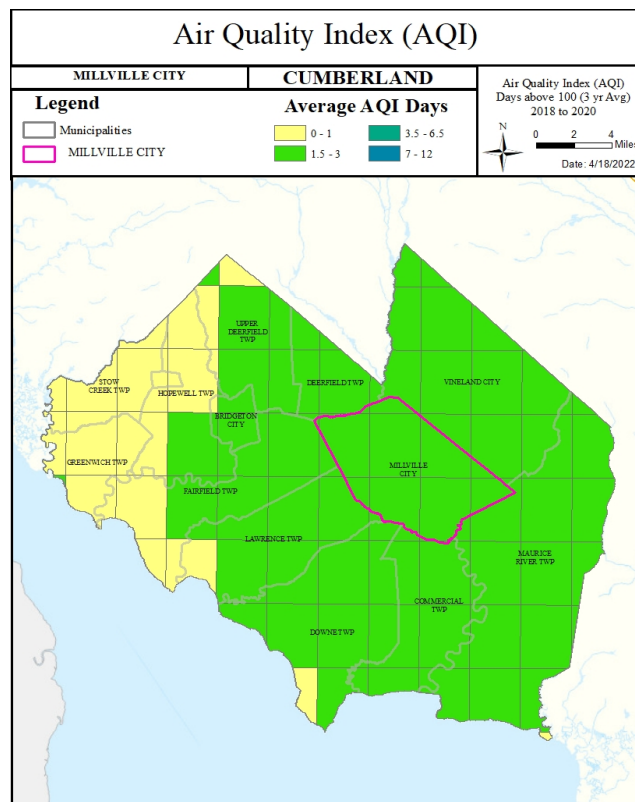 Air Quality Index (AQI)
MILLVILLE CITY
CUMBERLAND
Legend
Municipalities
MILLVILLE CITY
Average AQI Days
0 - 1
3.5 - 6.5
1.5 - 3
7 - 12
Air Quality Index (AQI)
Days above 100 (3 yr Avg)
2018 to 2020
N
0 2 4
Miles
Date: 4/18/2022
UPPER
DEERFIELD
TWP
STOW
CREEK TWP
HOPEWELL TWP
DEERFIELD TWP
VINELAND CITY
BRIDGETON
CITY
GREENWICH TWP
MILLVILLE
CITY
FAIRFIELD TWP
LAWRENCE TWP
MAURICE
RIVER TWP
COMMERCIAL
TWP
DOWNE TWP